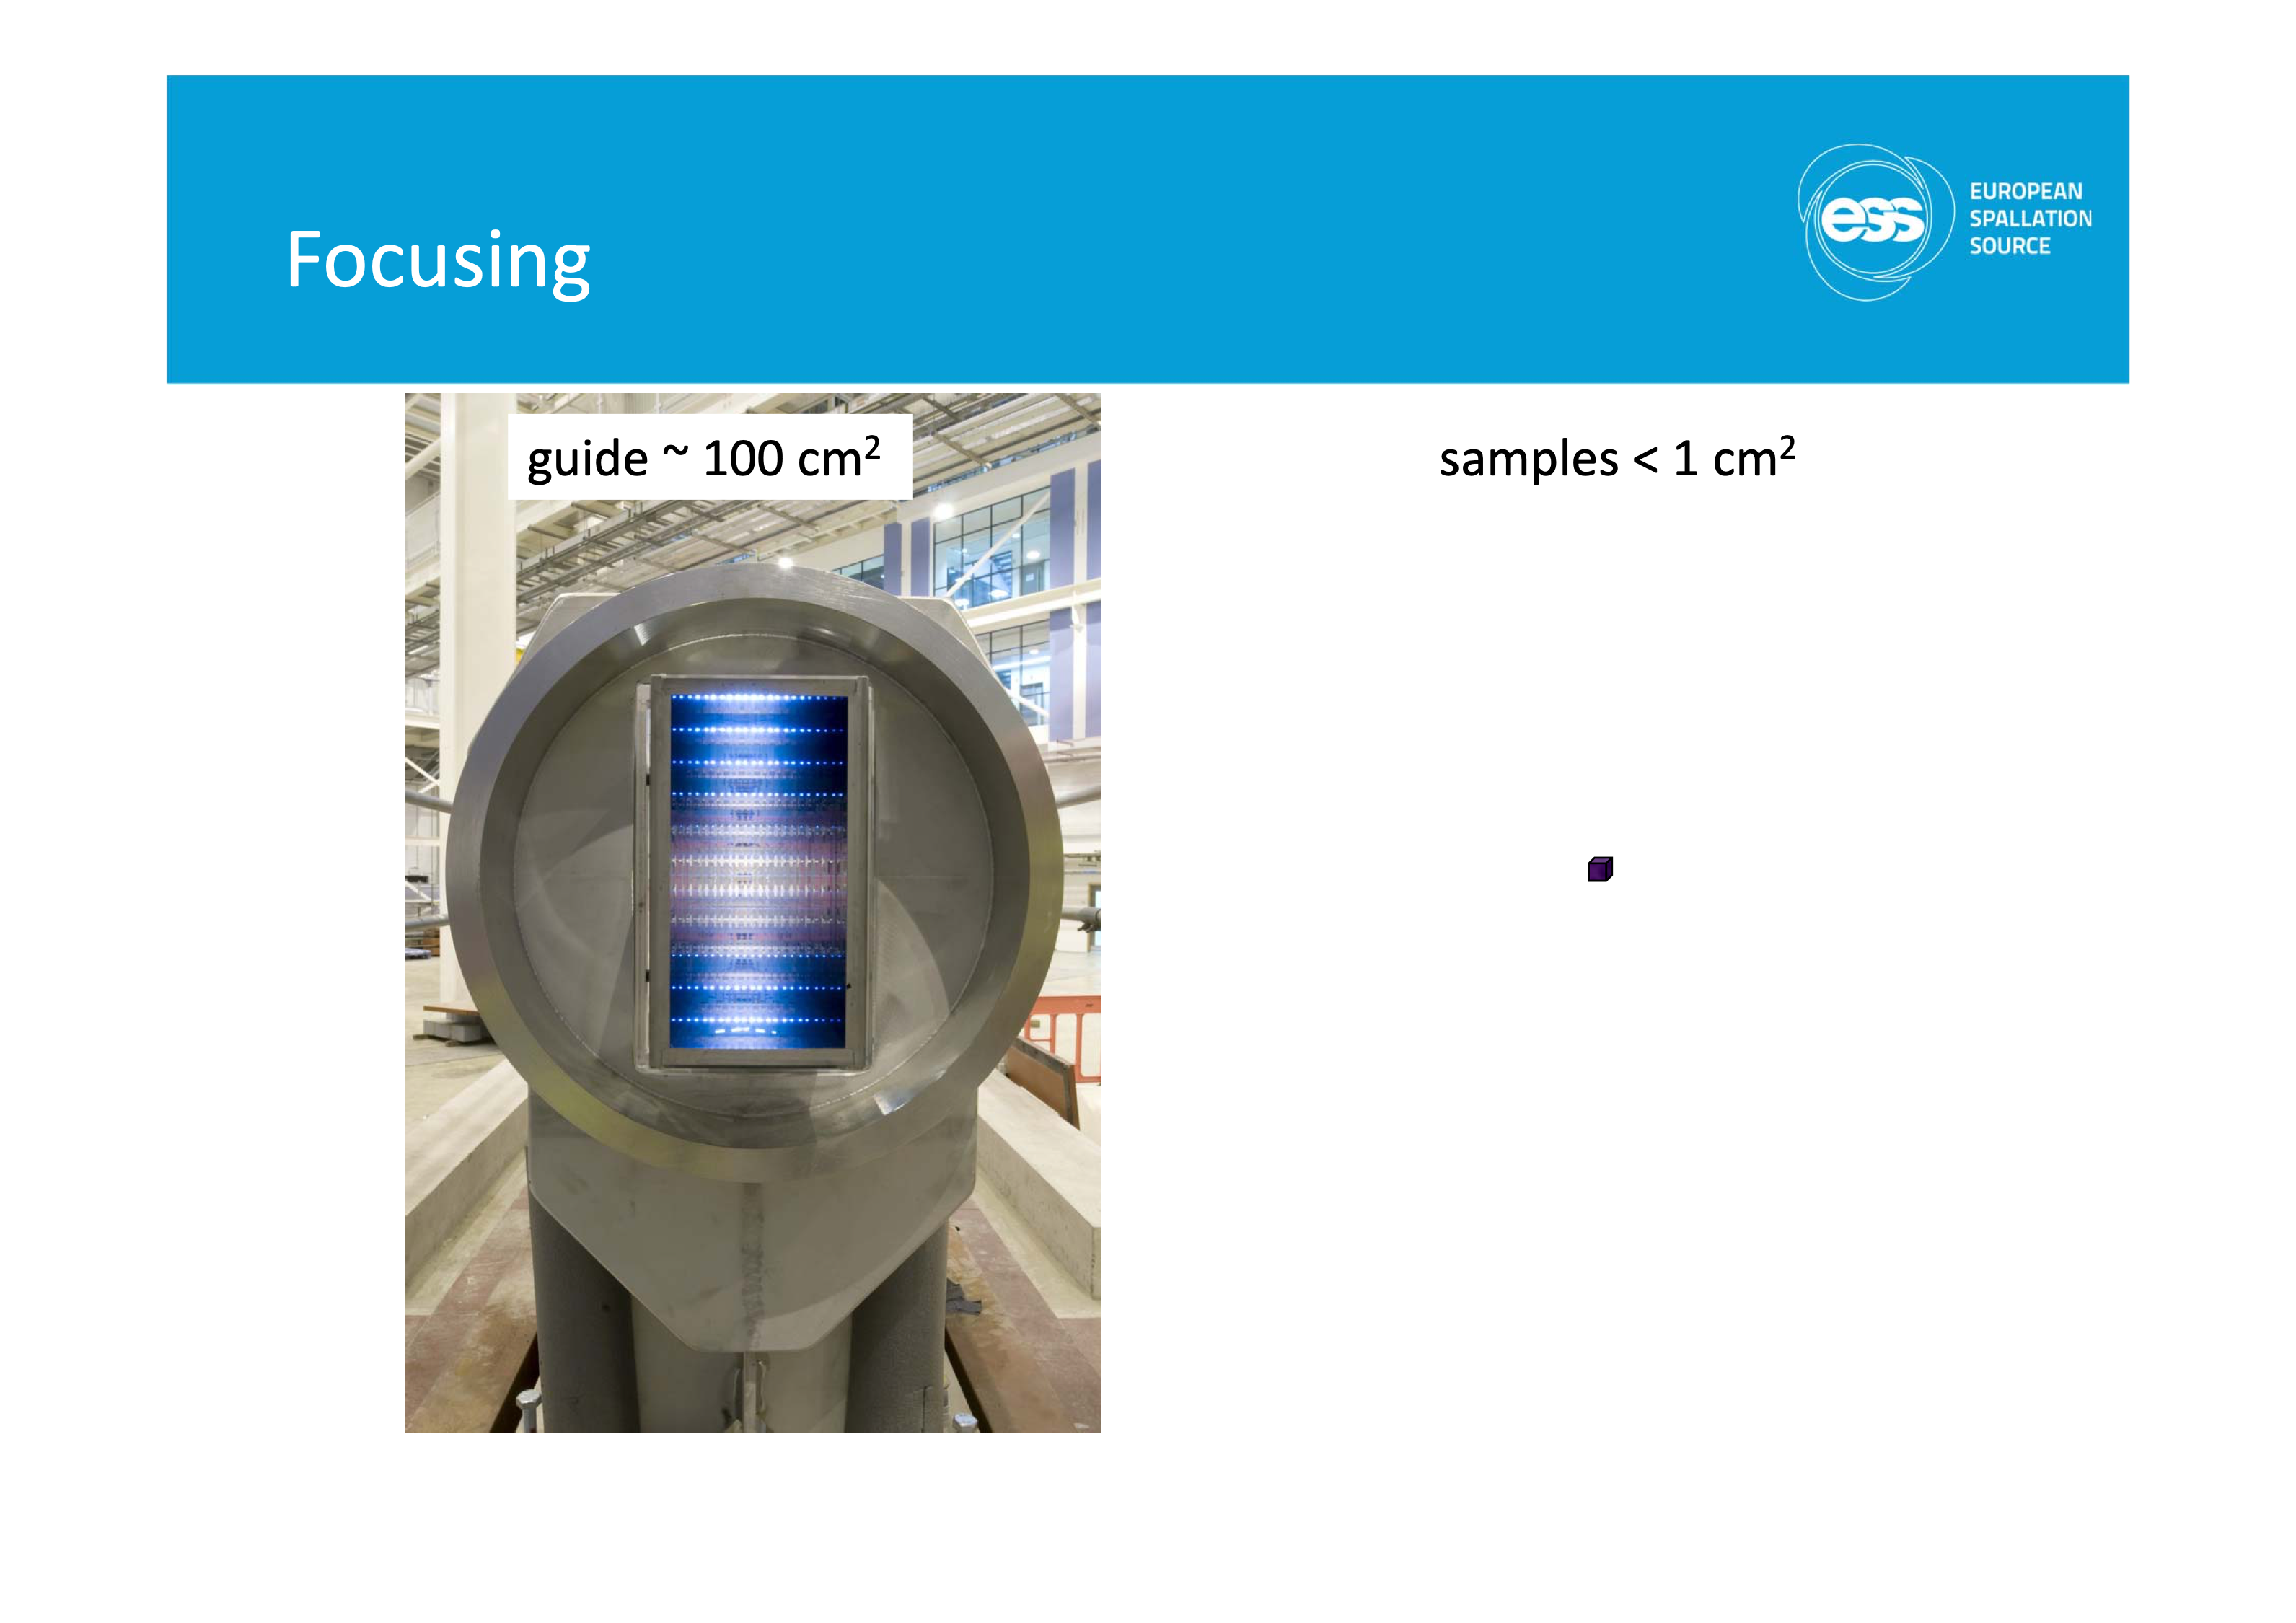 Focusing
ess
EUROPEAN
SPALLATION
SOURCE
guide ~ 100 cm²
samples < 1 cm²